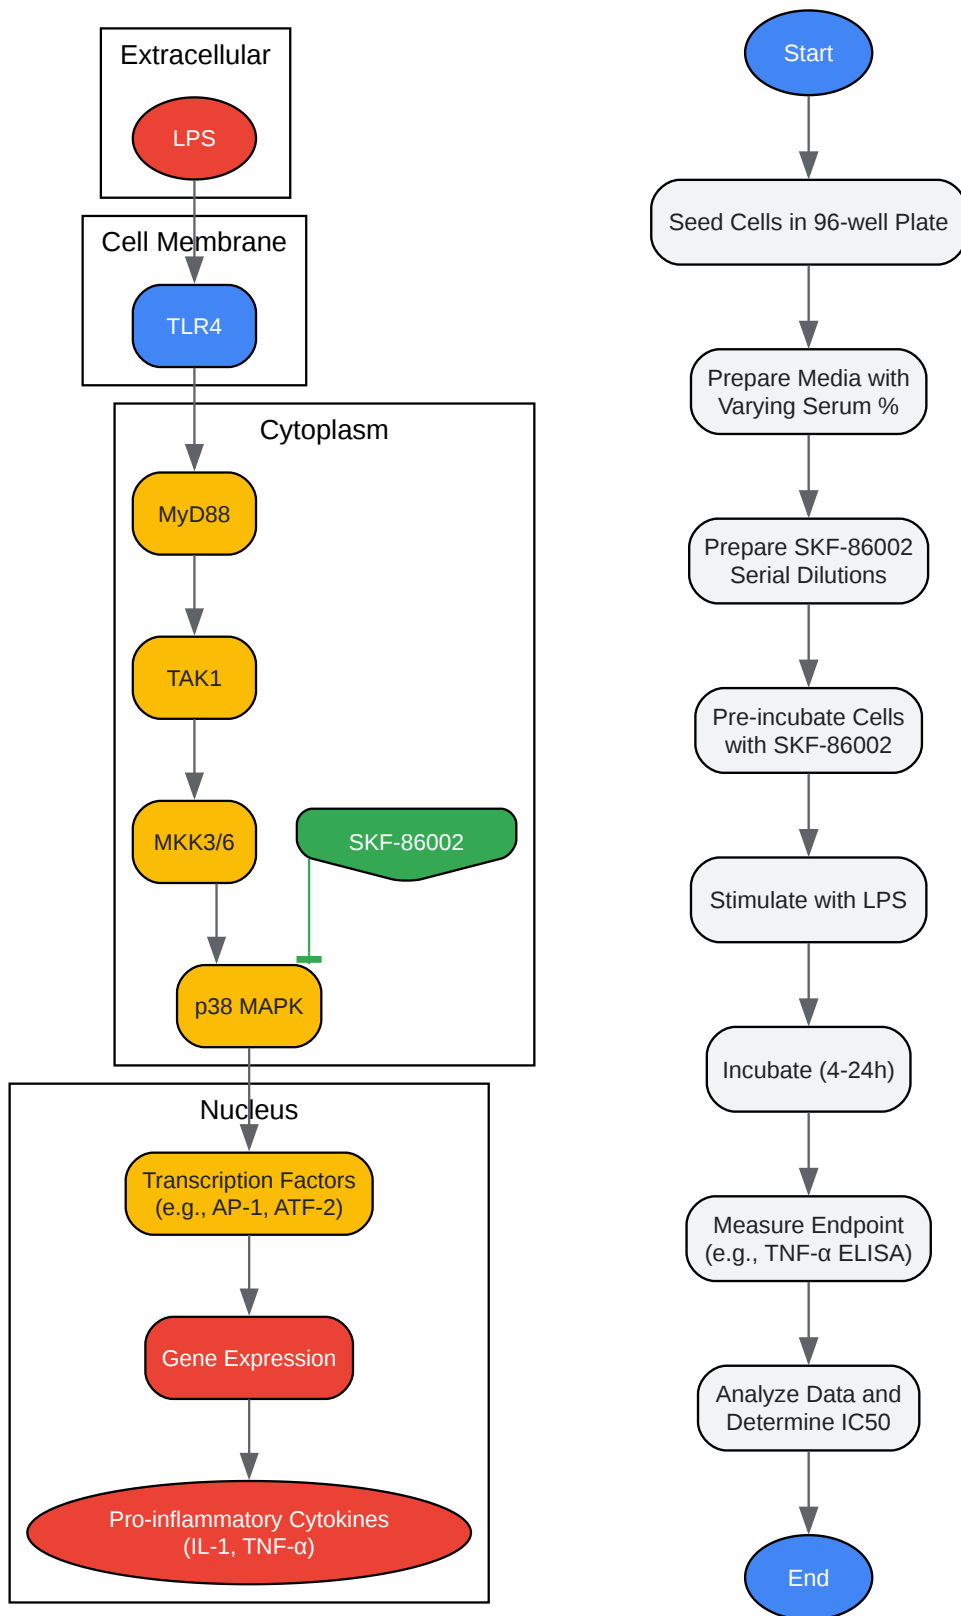 Extracellular
LPS
Cell Membrane
TLR4
Cytoplasm
MyD88
TAK1
MKK3/6
SKF-86002
p38 MAPK
Nucleus
Transcription Factors
(e.g., AP-1, ATF-2)
Gene Expression
Pro-inflammatory Cytokines
(IL-1, TNF-α)
Start
Seed Cells in 96-well Plate
Prepare Media with
Varying Serum %
Prepare SKF-86002
Serial Dilutions
Pre-incubate Cells
with SKF-86002
Stimulate with LPS
Incubate (4-24h)
Measure Endpoint
(e.g., TNF-α ELISA)
Analyze Data and
Determine IC50
End